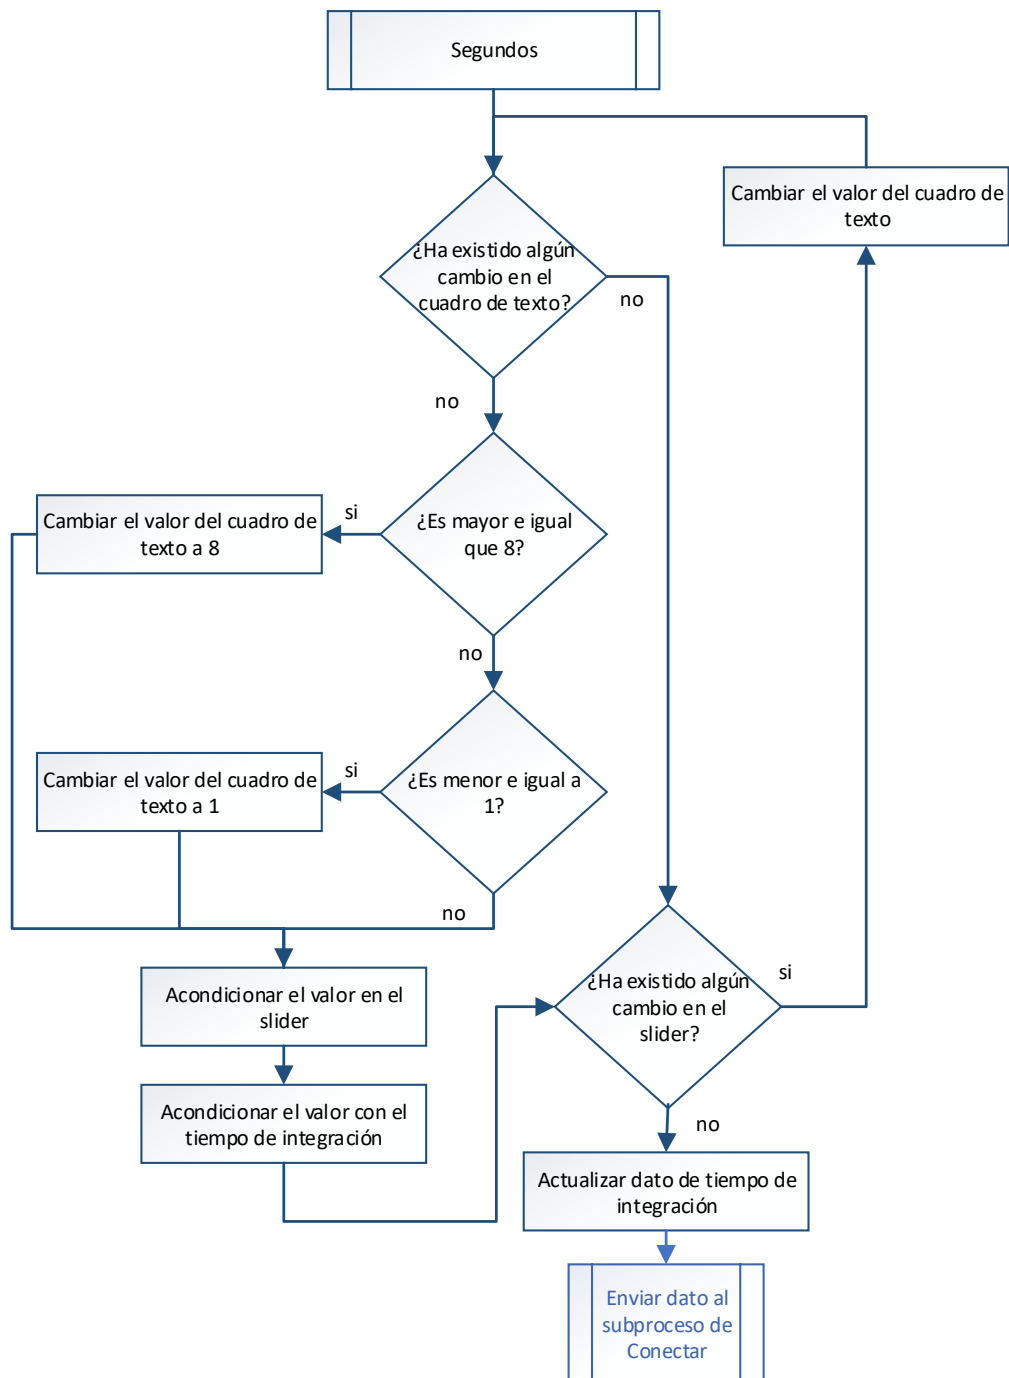 Segundos
Cambiar el valor del cuadro de
texto
¿Ha existido algún
cambio en el
cuadro de texto?
no
no
¿Es mayor e igual
que 8?
si
Cambiar el valor del cuadro de
texto a 8
no
¿Es menor e igual a
1?
si
Cambiar el valor del cuadro de
texto a 1
no
Acondicionar el valor en el
slider
¿Ha existido algún
cambio en el
slider?
si
Acondicionar el valor con el
tiempo de integración
no
Actualizar dato de tiempo de
integración
Enviar dato al
subproceso de
Conectar